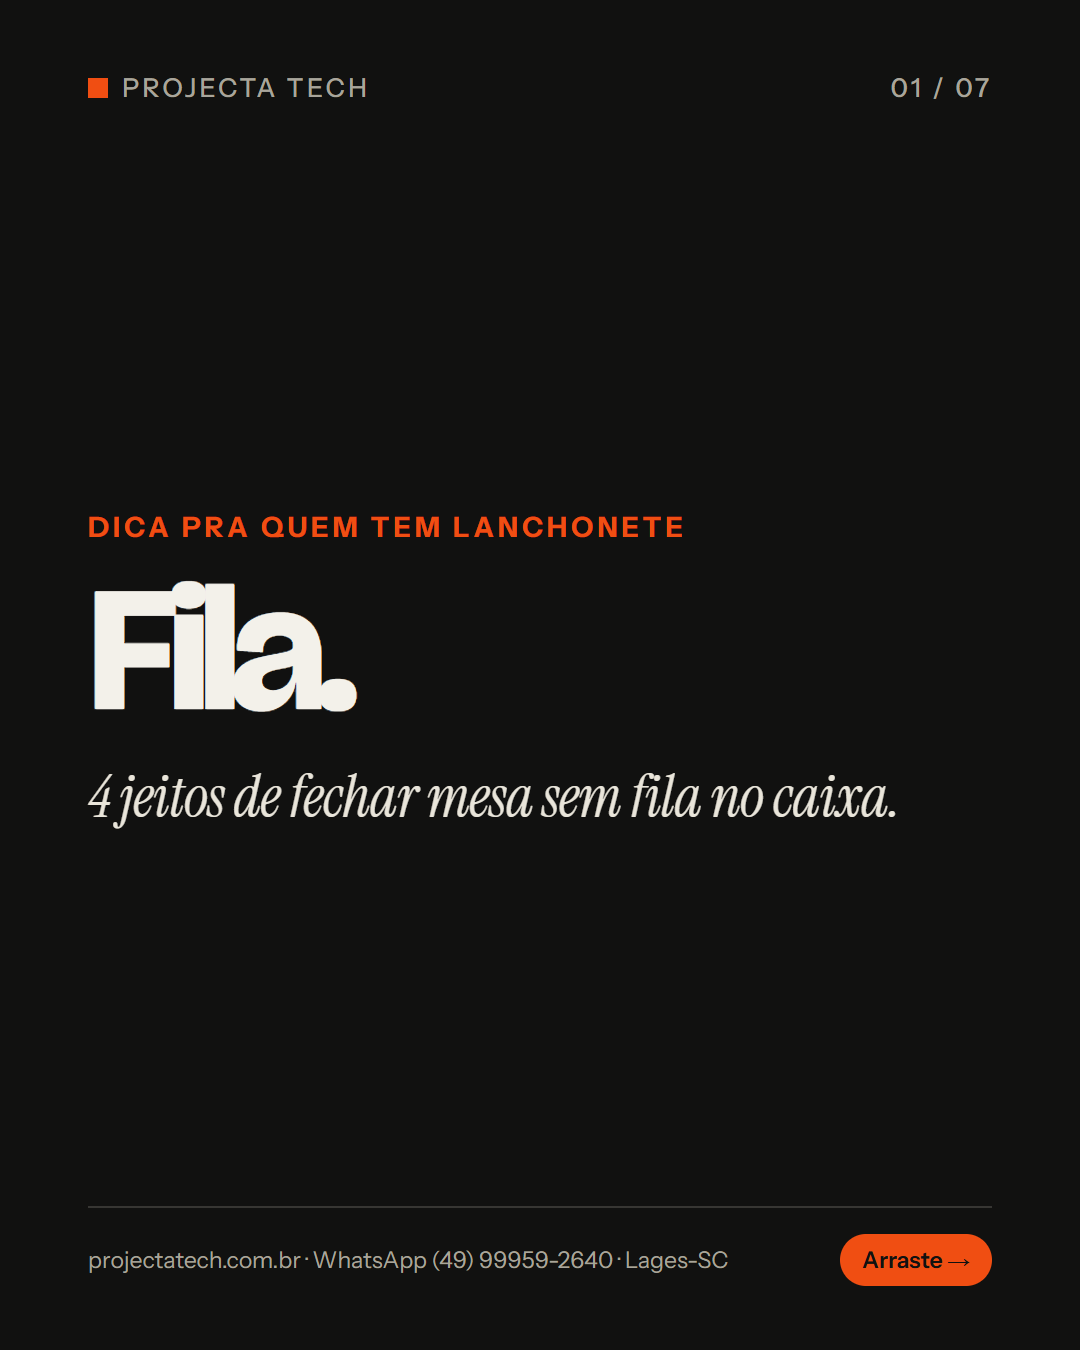 PROJECTA TECH
01 / 07
DICA PRA QUEM TEM LANCHONETE
Fila.
4 jeitos de fechar mesa sem fila no caixa.
projectatech.com.br · WhatsApp (49) 99959-2640 · Lages-SC
Arraste →